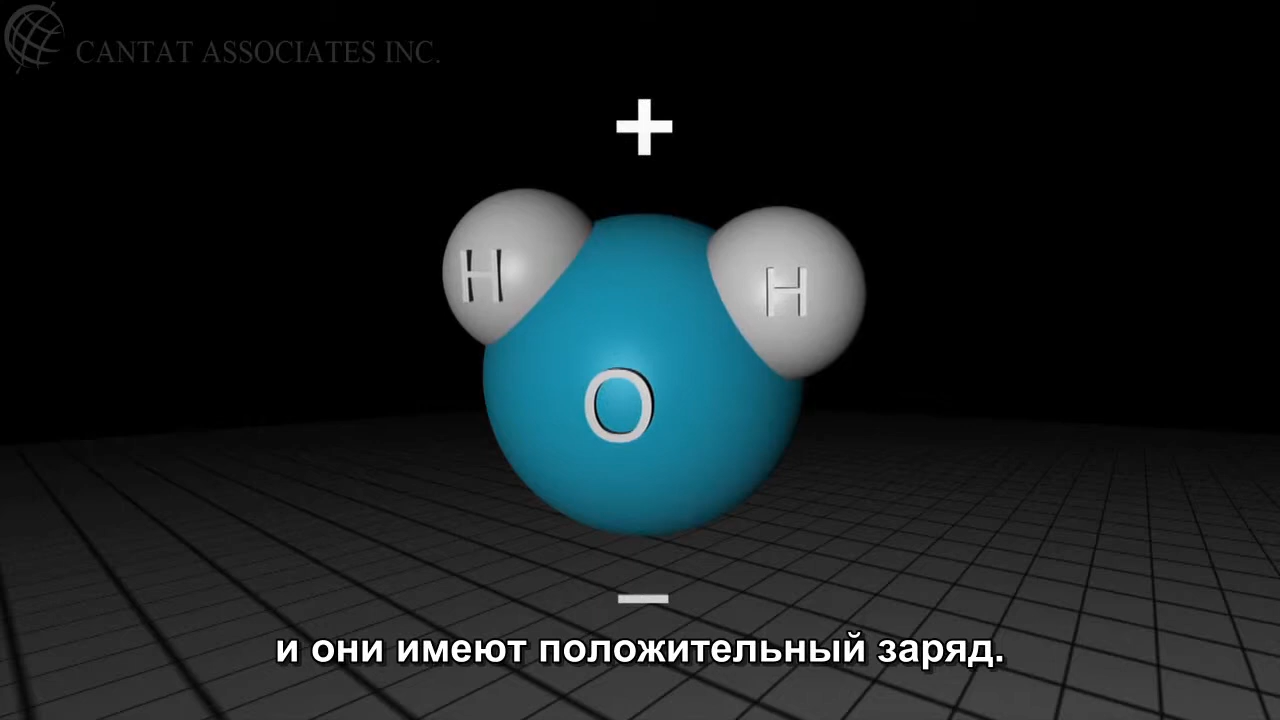 CANTAT ASSOCIATES INC.
+
H
H
O
–
и они имеют положительный заряд.